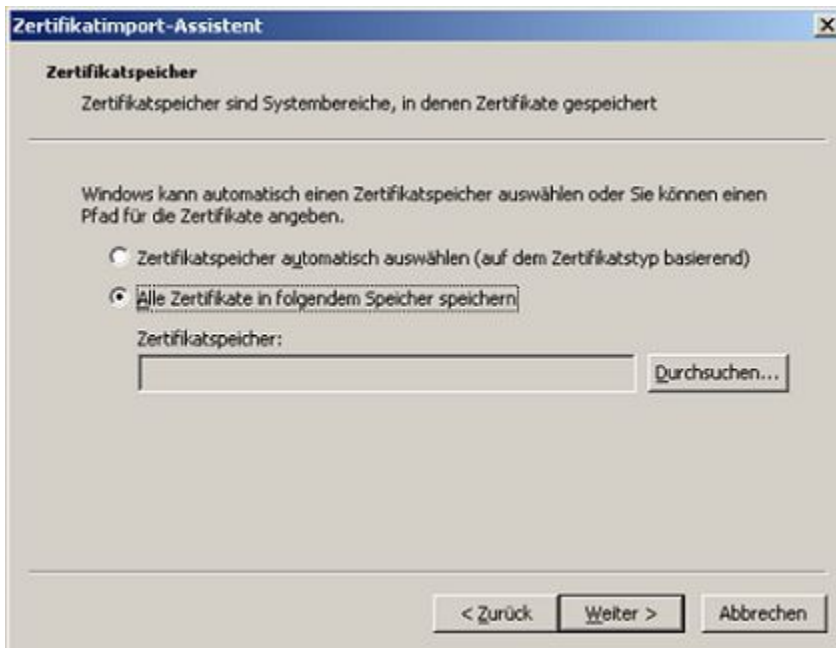 Zertifikatimport-Assistent
Zertifikatspeicher
Zertifikatspeicher sind Systembereiche, in denen Zertifikate gespeichert
Windows kann automatisch einen Zertifikatspeicher auswählen oder Sie können einen
Pfad für die Zertifikate angeben.
Zertifikatspeicher automatisch auswählen (auf dem Zertifikatstyp basierend)
Alle Zertifikate in folgendem Speicher speichern
Zertifikatspeicher:
Durchsuchen...
< Zurück
Weiter >
Abbrechen